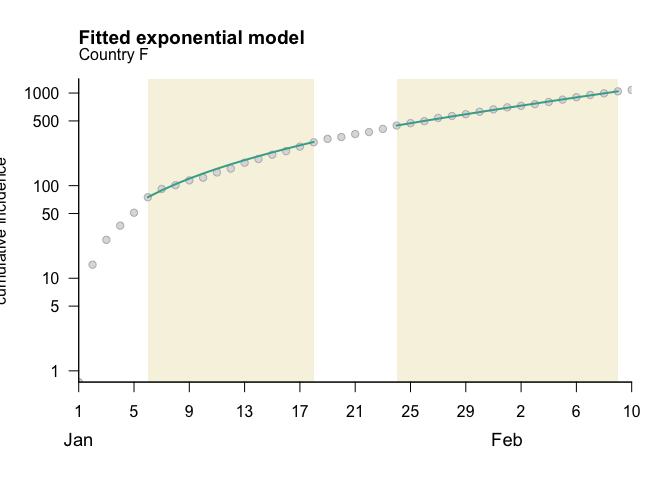 Fitted exponential model
Country F
cumulative incidence
1000
500
100
50
10
5
1
1 5 9 13 17 21 25 29 2 6 10
Jan Feb